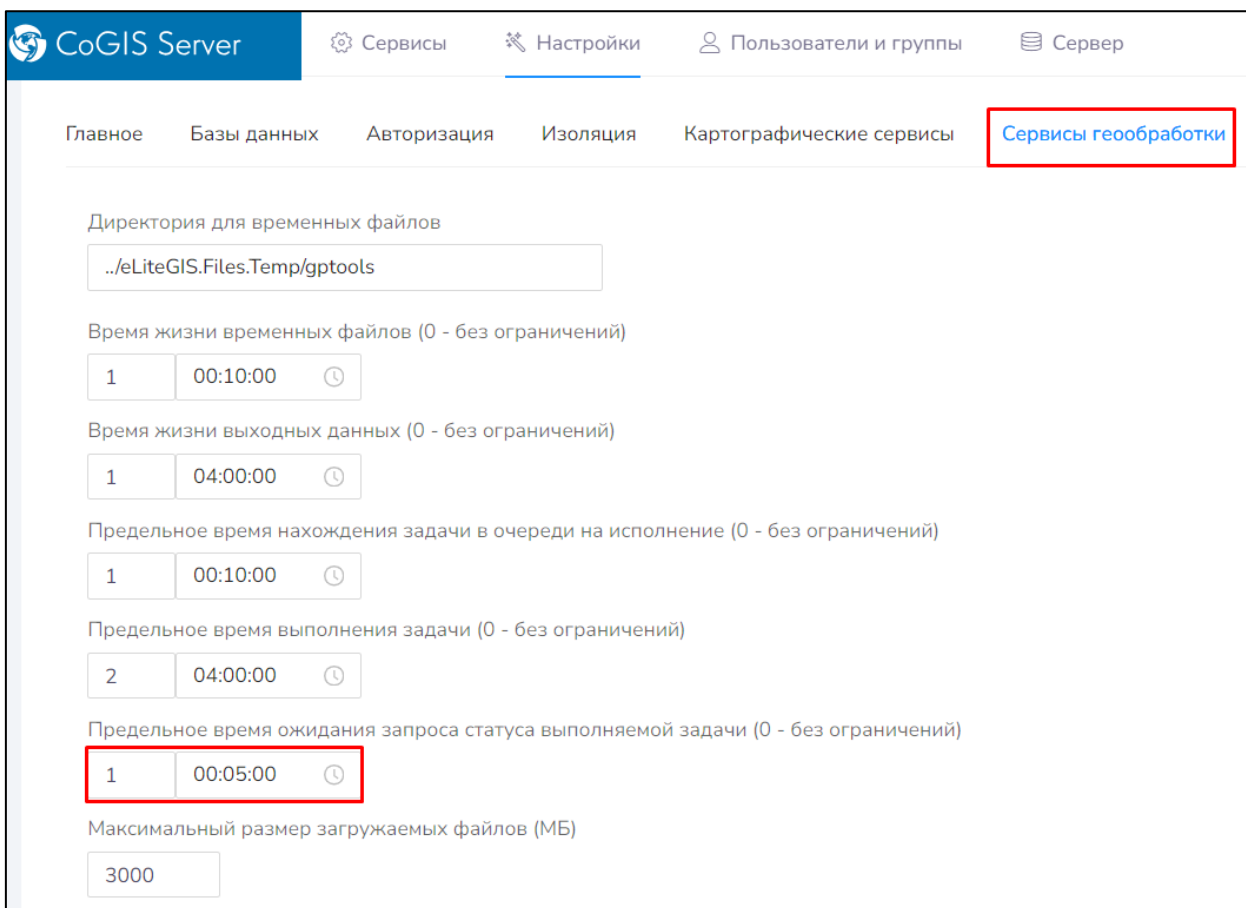 CoGIS Server Сервисы Настройки Пользователи и группы Сервер
Главное Базы данных Авторизация Изоляция Картографические сервисы Сервисы геообработки
Директория для временных файлов
../eLiteGIS.Files.Temp/gptools
Время жизни временных файлов (0 - без ограничений)
1 00:10:00
Время жизни выходных данных (0 - без ограничений)
1 04:00:00
Предельное время нахождения задачи в очереди на исполнение (0 - без ограничений)
1 00:10:00
Предельное время выполнения задачи (0 - без ограничений)
2 04:00:00
Предельное время ожидания запроса статуса выполняемой задачи (0 - без ограничений)
1 00:05:00
Максимальный размер загружаемых файлов (МБ)
3000